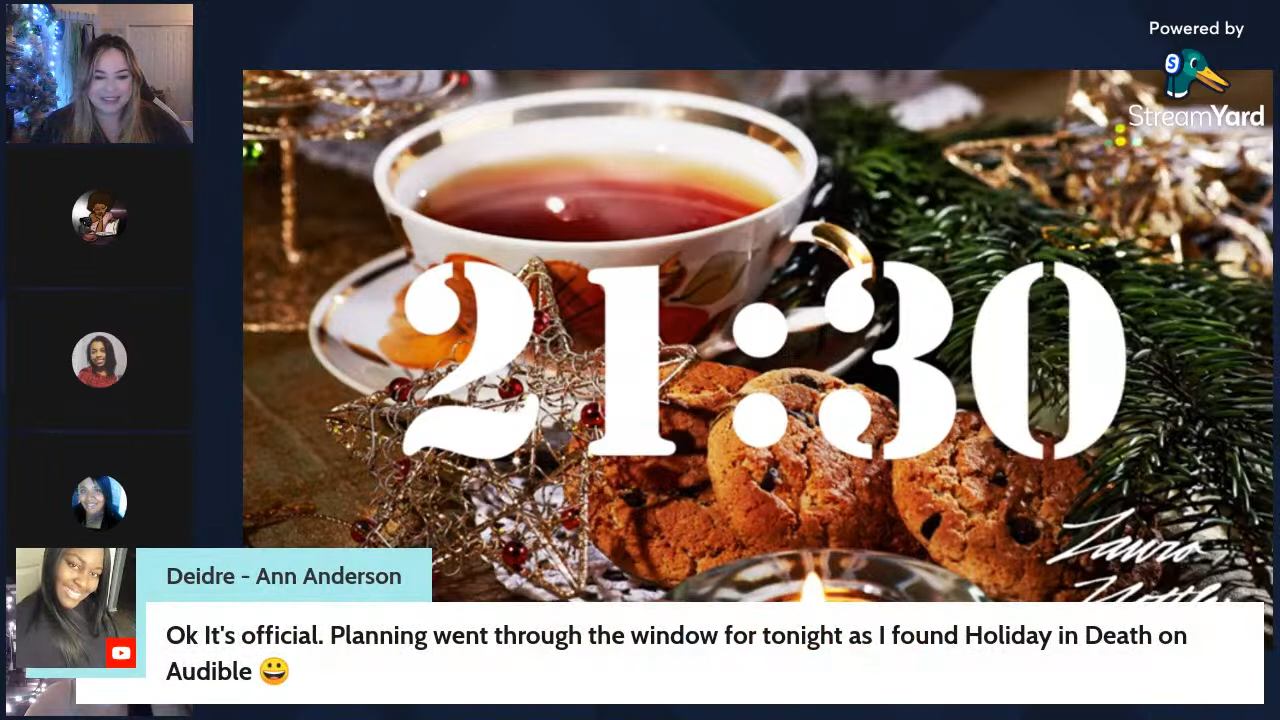 Powered by
S
StreamYard
21:30
Deidre - Ann Anderson
Ok It's official. Planning went through the window for tonight as I found Holiday in Death on
Audible 😀